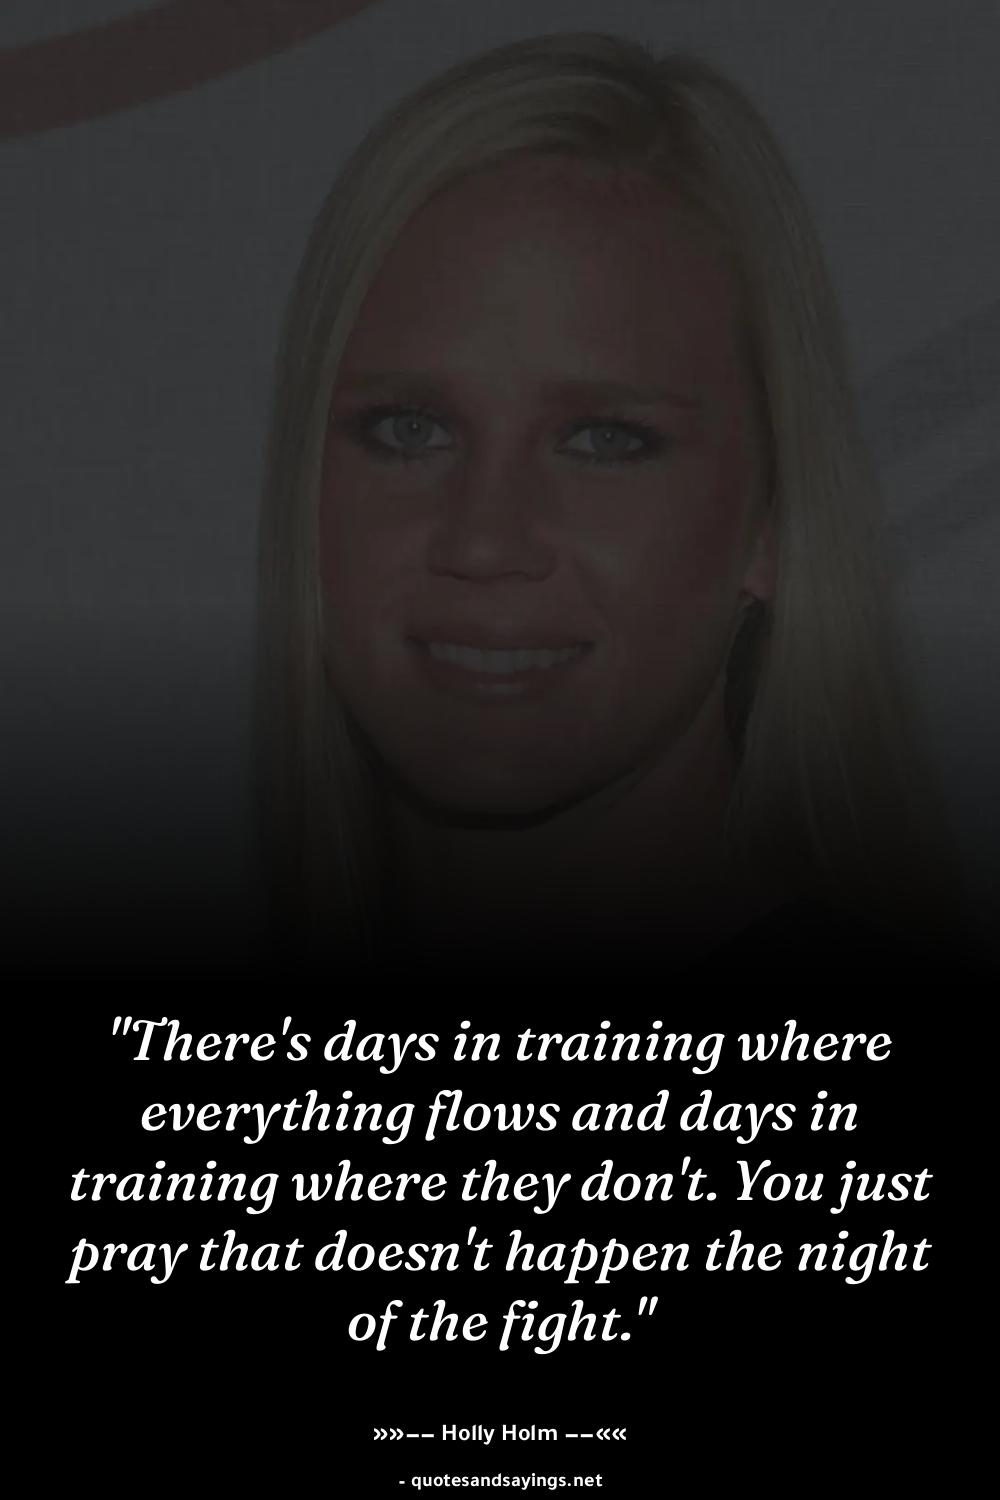 "There's days in training where
everything flows and days in
training where they don't. You just
pray that doesn't happen the night
of the fight."
»»–– Holly Holm ––««
- quotesandsayings.net